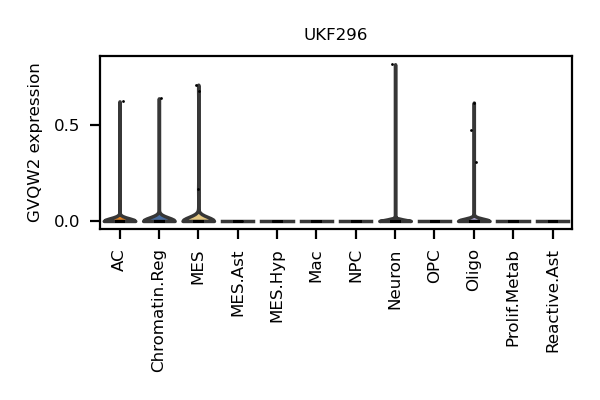 UKF296
GVQW2 expression
0.5
0.0
AC
Chromatin.Reg
MES
MES.Ast
MES.Hyp
Mac
NPC
Neuron
OPC
Oligo
Prolif.Metab
Reactive.Ast